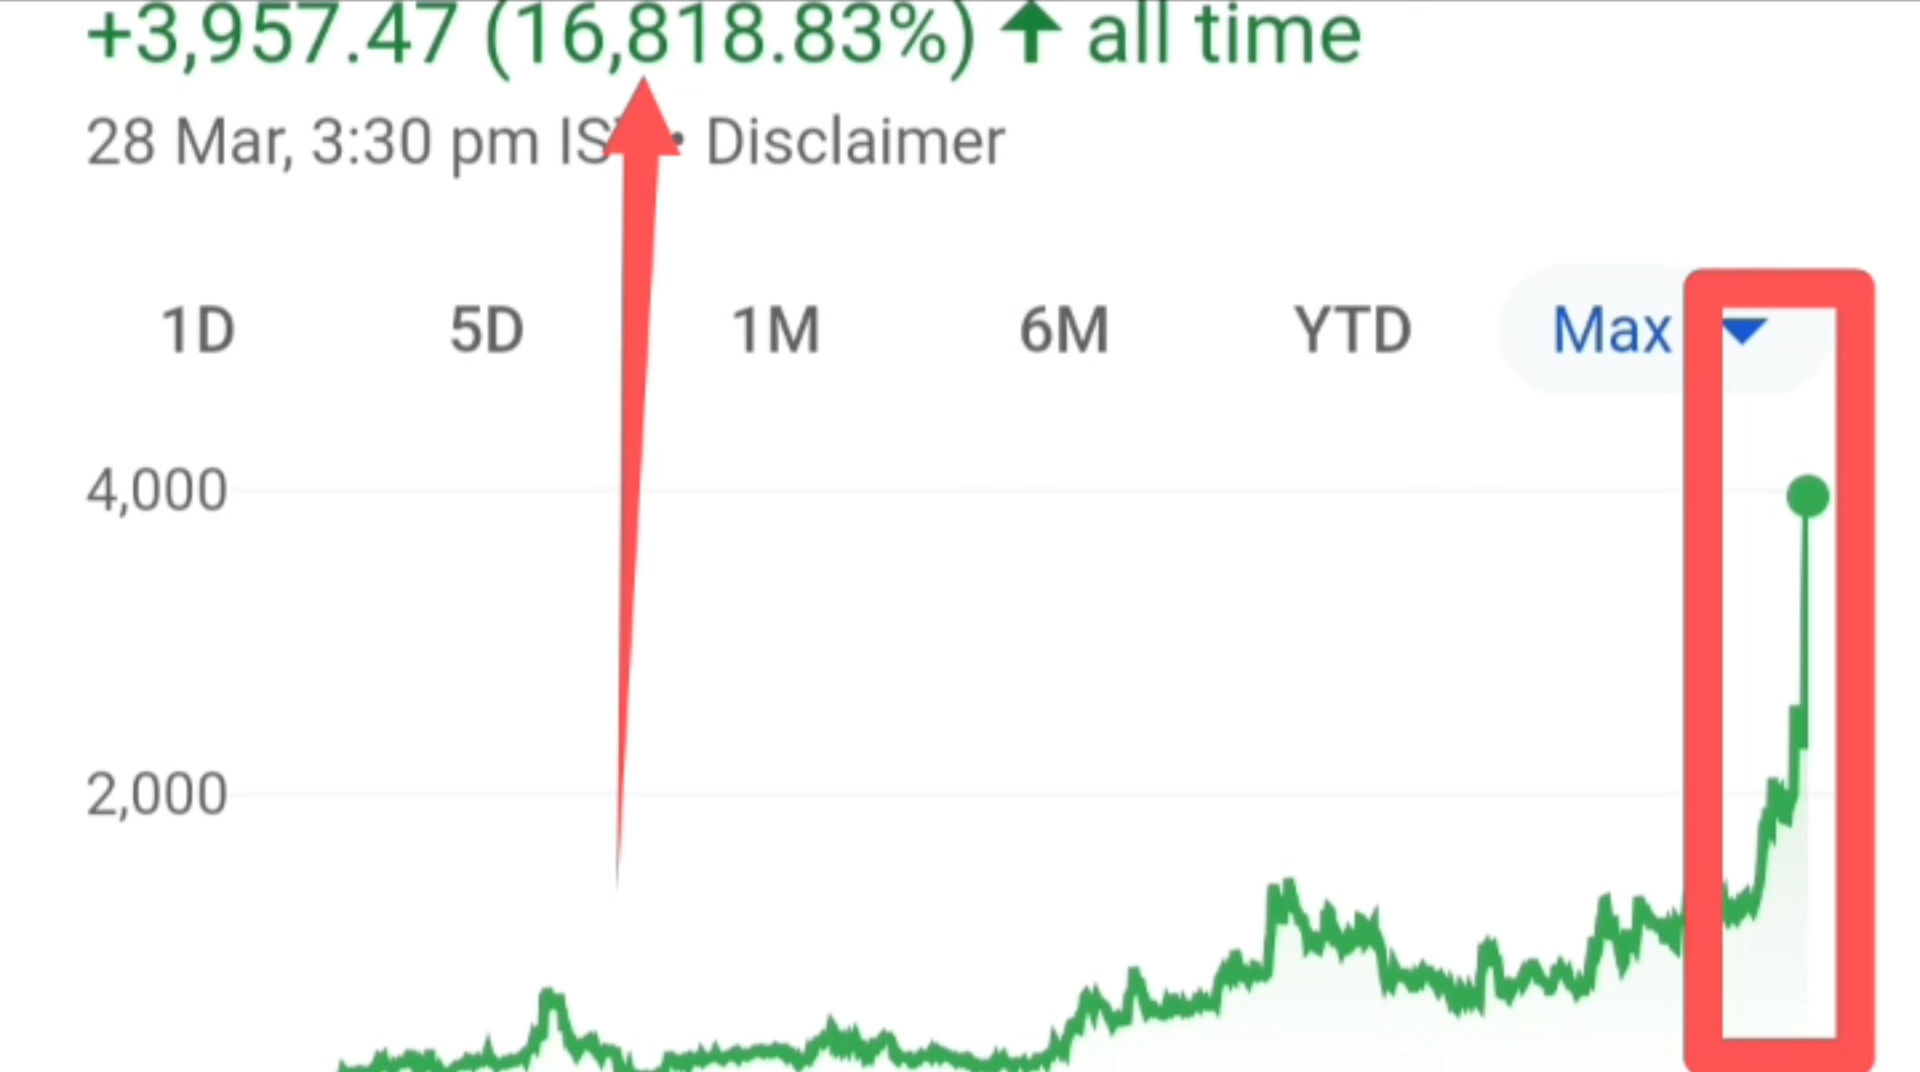 +3,957.47 (16,818.83%) ↑ all time
28 Mar, 3:30 pm IS • Disclaimer
1D 5D 1M 6M YTD Max
4,000
2,000